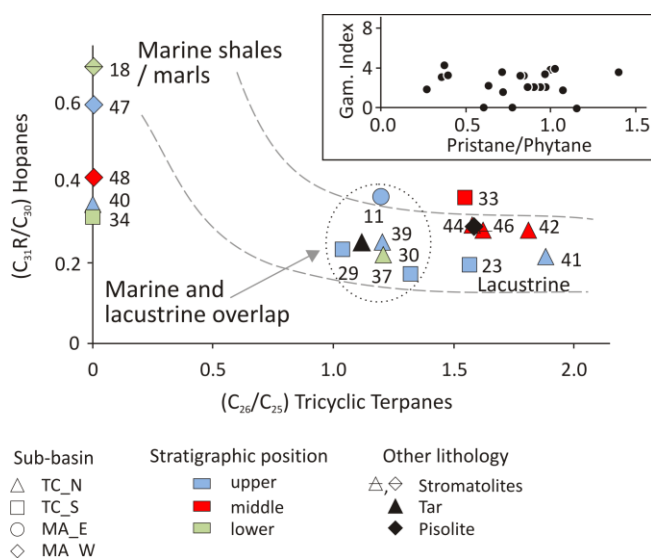 Marine shales
/ marls
18
47
48
40
34
0.6
0.4
0.2
0
(C31R/C30) Hopanes
8
4
0
Gam. Index
0.0 0.5 1.0 1.5
Pristane/Phytane
11
39
30
37
29
33
44 46 42
23
41
Lacustrine
Marine and
lacustrine overlap
0 0.5 1.0 1.5 2.0
(C26/C25) Tricyclic Terpanes
Sub-basin
TC_N
TC_S
MA_E
MA_W
Stratigraphic position
upper
middle
lower
Other lithology
, Stromatolites
Tar
Pisolite